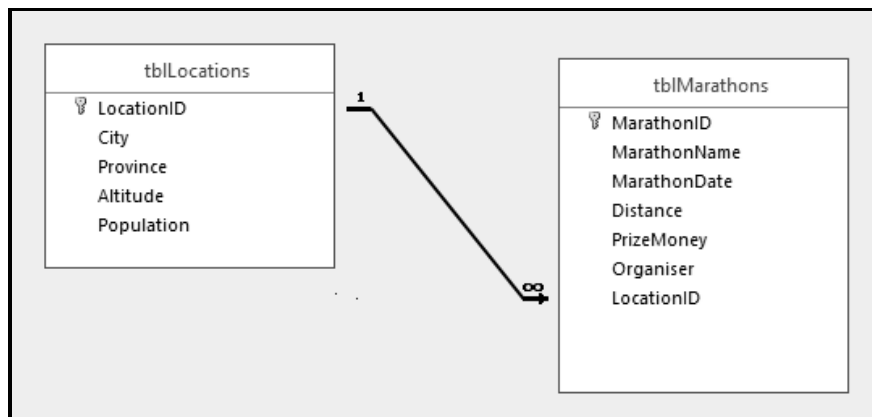 tblLocations
LocationID
City
Province
Altitude
Population
1
∞
tblMarathons
MarathonID
MarathonName
MarathonDate
Distance
PrizeMoney
Organiser
LocationID